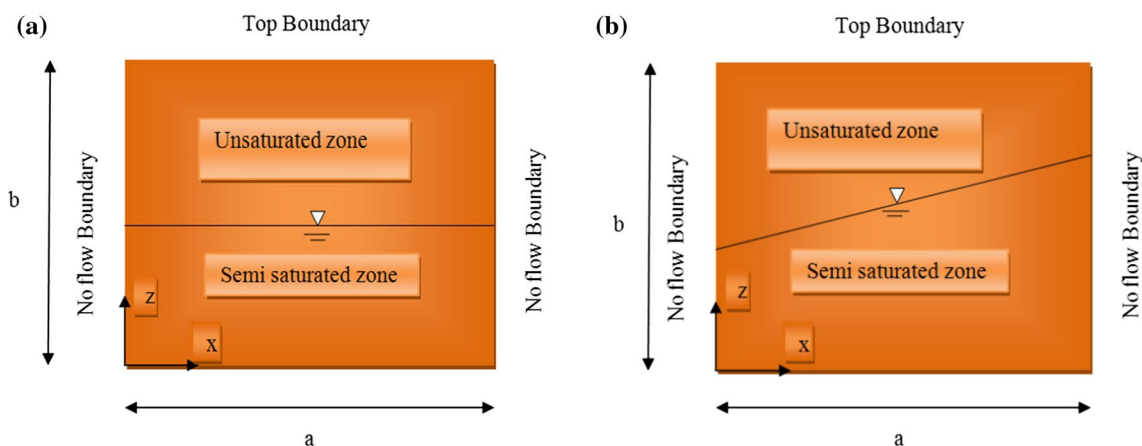 (a)
Top Boundary
Unsaturated zone
No flow Boundary
b
No flow Boundary
Semi saturated zone
z
x
a
(b)
Top Boundary
Unsaturated zone
No flow Boundary
b
No flow Boundary
Semi saturated zone
z
x
a